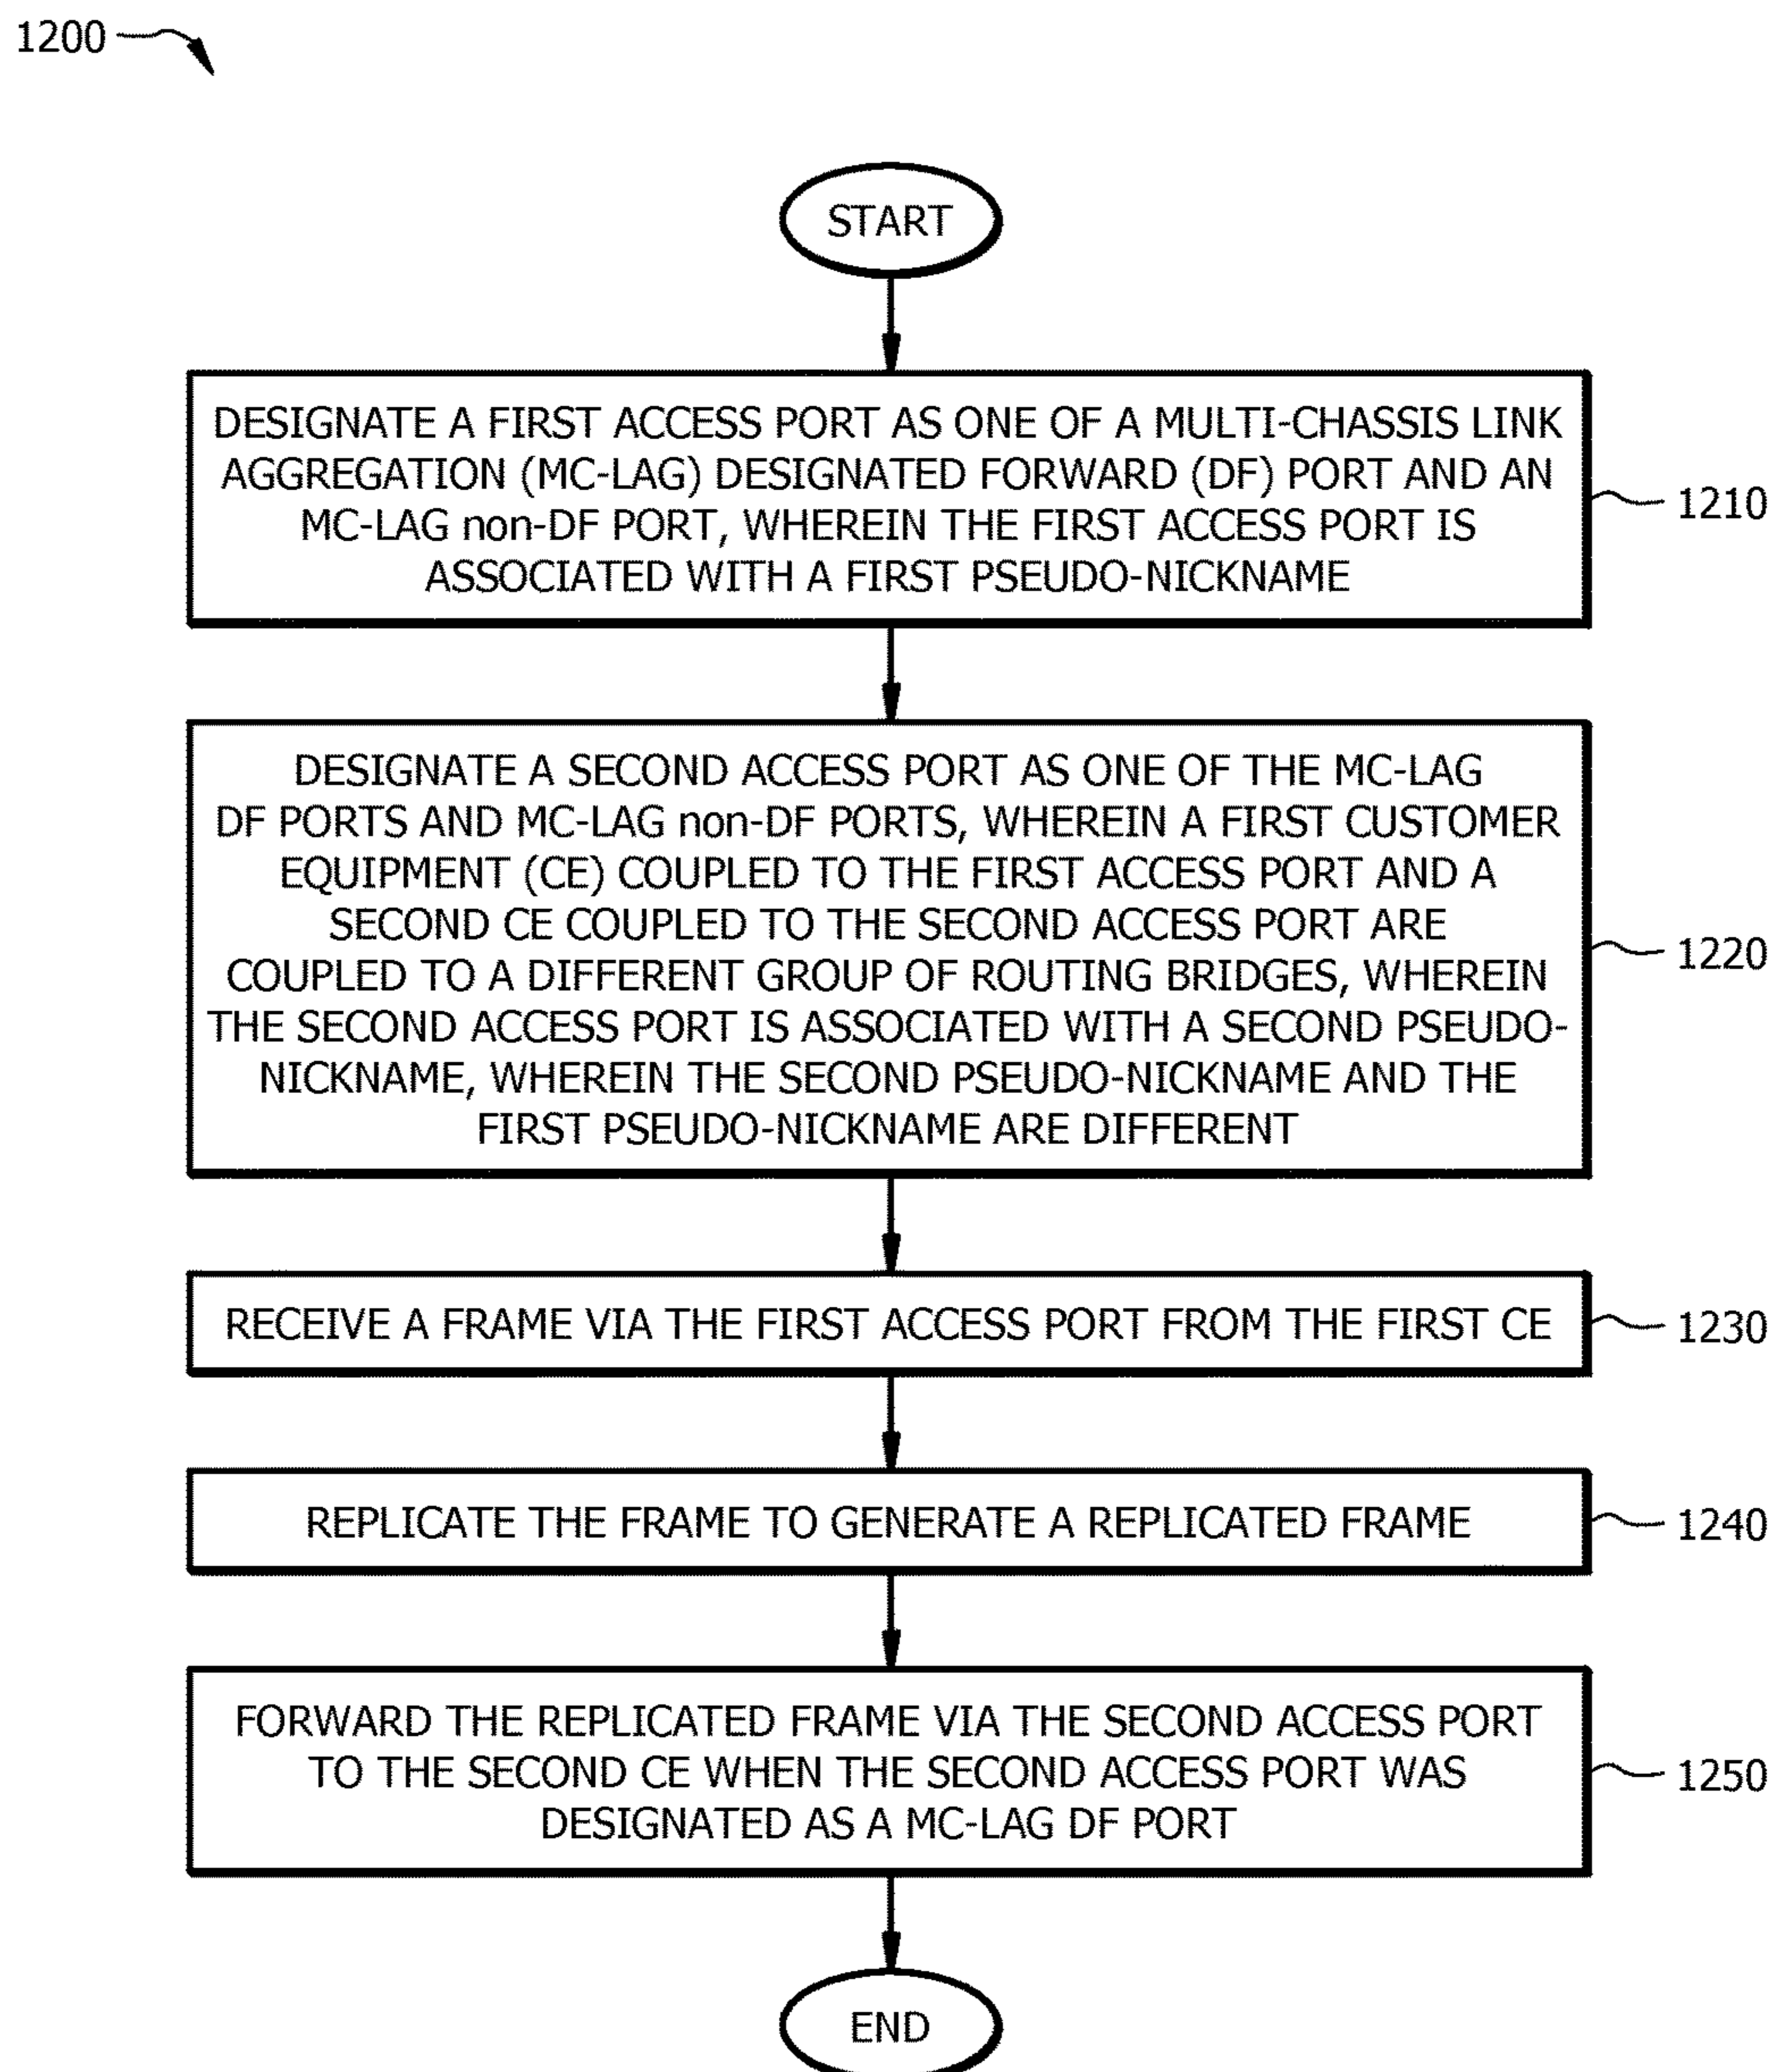 1200
START
DESIGNATE A FIRST ACCESS PORT AS ONE OF A MULTI-CHASSIS LINK
AGGREGATION (MC-LAG) DESIGNATED FORWARD (DF) PORT AND AN
MC-LAG non-DF PORT, WHEREIN THE FIRST ACCESS PORT IS
ASSOCIATED WITH A FIRST PSEUDO-NICKNAME
1210
DESIGNATE A SECOND ACCESS PORT AS ONE OF THE MC-LAG
DF PORTS AND MC-LAG non-DF PORTS, WHEREIN A FIRST CUSTOMER
EQUIPMENT (CE) COUPLED TO THE FIRST ACCESS PORT AND A
SECOND CE COUPLED TO THE SECOND ACCESS PORT ARE
COUPLED TO A DIFFERENT GROUP OF ROUTING BRIDGES, WHEREIN
THE SECOND ACCESS PORT IS ASSOCIATED WITH A SECOND PSEUDO-
NICKNAME, WHEREIN THE SECOND PSEUDO-NICKNAME AND THE
FIRST PSEUDO-NICKNAME ARE DIFFERENT
1220
RECEIVE A FRAME VIA THE FIRST ACCESS PORT FROM THE FIRST CE
1230
REPLICATE THE FRAME TO GENERATE A REPLICATED FRAME
1240
FORWARD THE REPLICATED FRAME VIA THE SECOND ACCESS PORT
TO THE SECOND CE WHEN THE SECOND ACCESS PORT WAS
DESIGNATED AS A MC-LAG DF PORT
1250
END